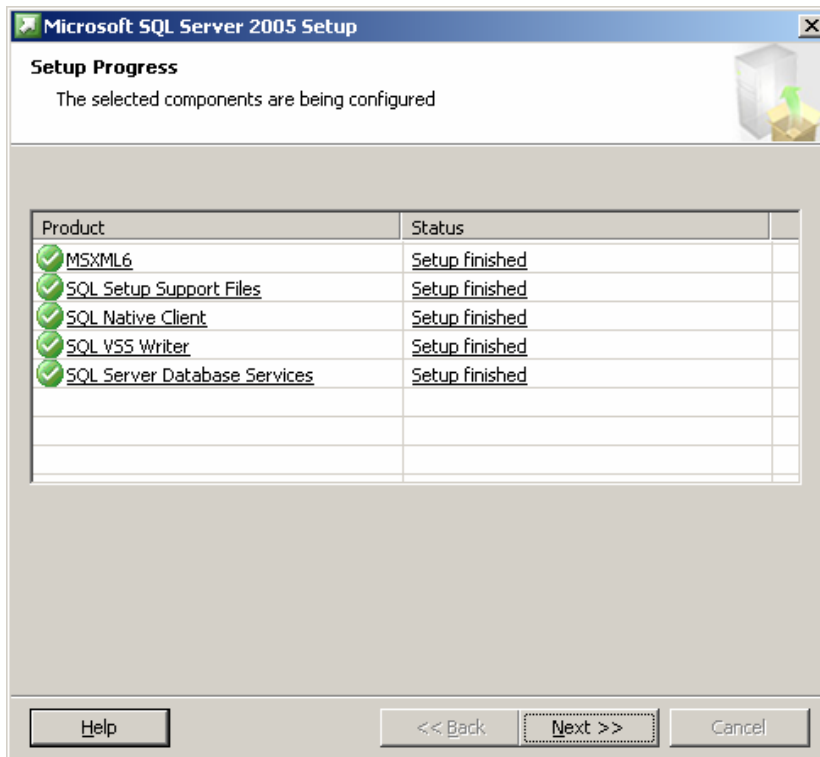 Microsoft SQL Server 2005 Setup
Setup Progress
The selected components are being configured
Product Status
MSXML6 Setup finished
SQL Setup Support Files Setup finished
SQL Native Client Setup finished
SQL VSS Writer Setup finished
SQL Server Database Services Setup finished
Help << Back Next >> Cancel